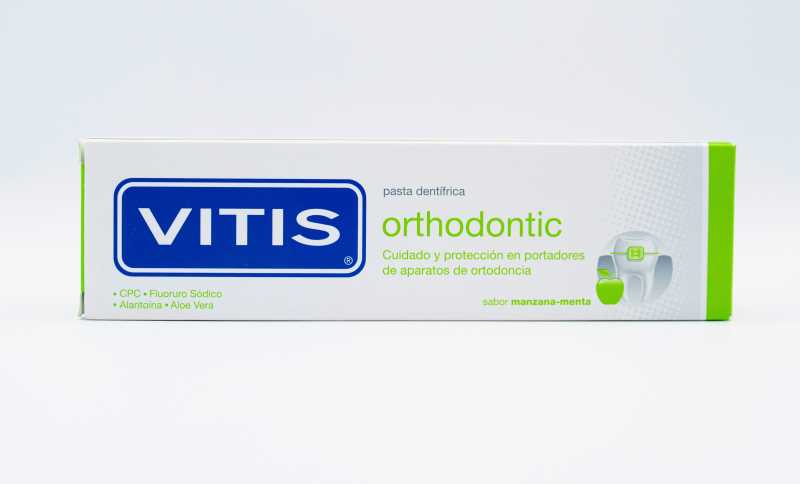 VITIS®
• CPC • Fluoruro Sódico
• Alantoína • Aloe Vera
pasta dentífrica
orthodontic
Cuidado y protección en portadores
de aparatos de ortodoncia
sabor manzana-menta